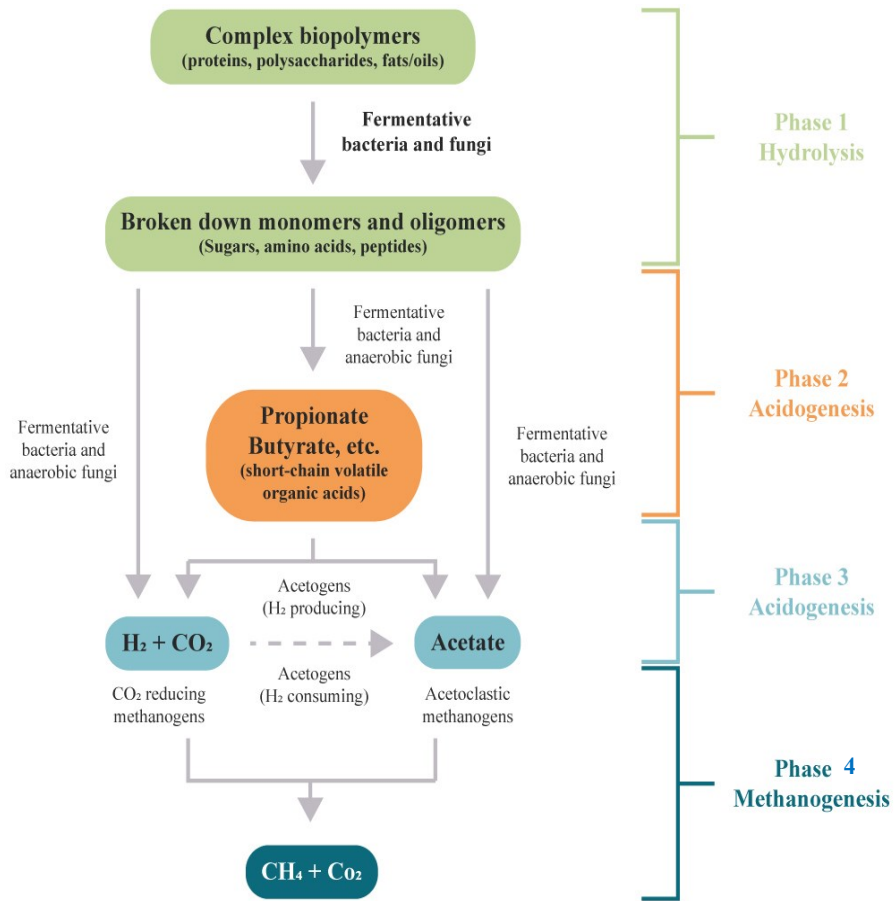 Complex biopolymers
(proteins, polysaccharides, fats/oils)
Fermentative
bacteria and fungi
Phase 1
Hydrolysis
Broken down monomers and oligomers
(Sugars, amino acids, peptides)
Fermentative
bacteria and
anaerobic fungi
Phase 2
Acidogenesis
Propionate
Butyrate, etc.
(short-chain volatile
organic acids)
Fermentative
bacteria and
anaerobic fungi
Fermentative
bacteria and
anaerobic fungi
Acetogens
(H₂ producing)
Phase 3
Acidogenesis
H₂ + CO₂
Acetate
Acetogens
(H₂ consuming)
CO₂ reducing
methanogens
Acetoclastic
methanogens
Phase 4
Methanogenesis
CH₄ + Co₂